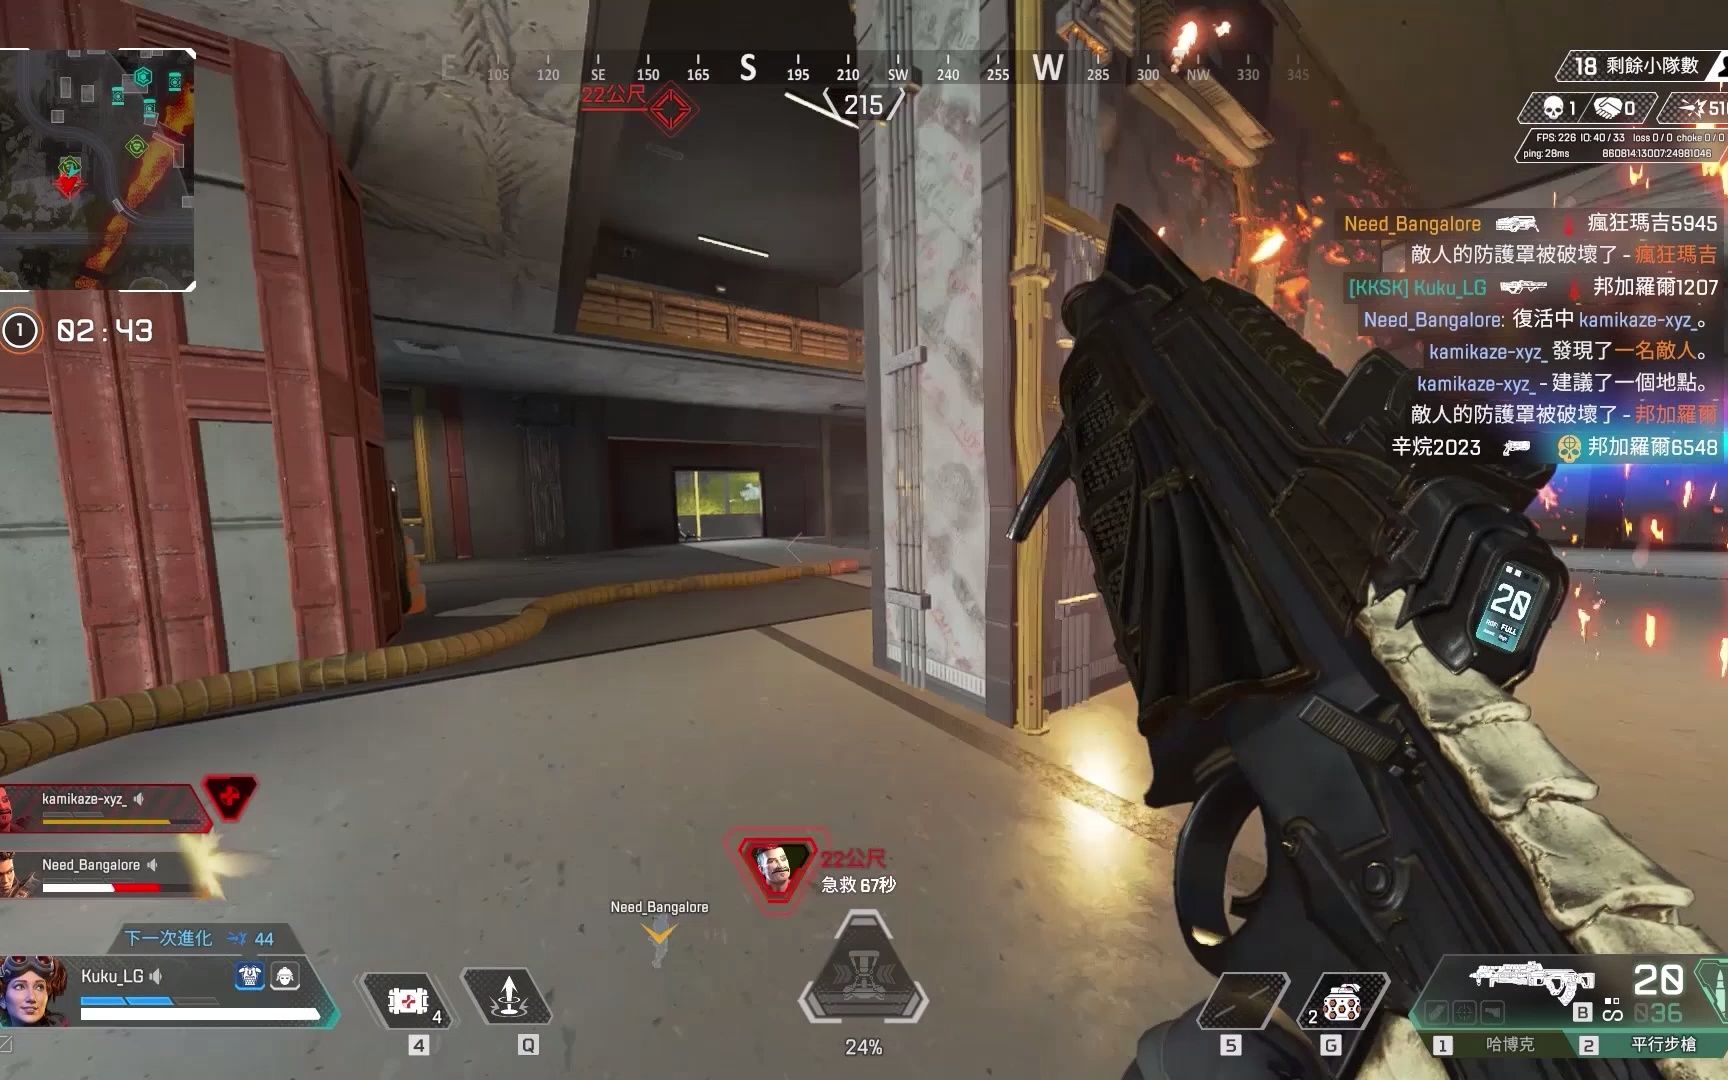 E 105 120 SE 150 165 S 195 210 SW 240 255 W 285 300 NW 330 345
22公尺
215
18 剩餘小隊數
1 0 51
FPS: 226 IO: 40 / 33 loss 0 / 0 choke 0 / 0
ping: 28ms 860814:13007:24981046
Need_Bangalore 瘋狂瑪吉5945
敵人的防護罩被破壞了 - 瘋狂瑪吉
[KKSK] Kuku_LG 邦加羅爾1207
Need_Bangalore: 復活中 kamikaze-xyz_。
kamikaze-xyz_ 發現了一名敵人。
kamikaze-xyz_ - 建議了一個地點。
敵人的防護罩被破壞了 - 邦加羅爾
辛烷2023 邦加羅爾6548
1 02:43
20
FULL
kamikaze-xyz_
Need_Bangalore
22公尺
急救 67秒
Need_Bangalore
下一次進化 44
Kuku_LG
4
4
Q
24%
5
2
G
20
B 036
1 哈博克 2 平行步槍